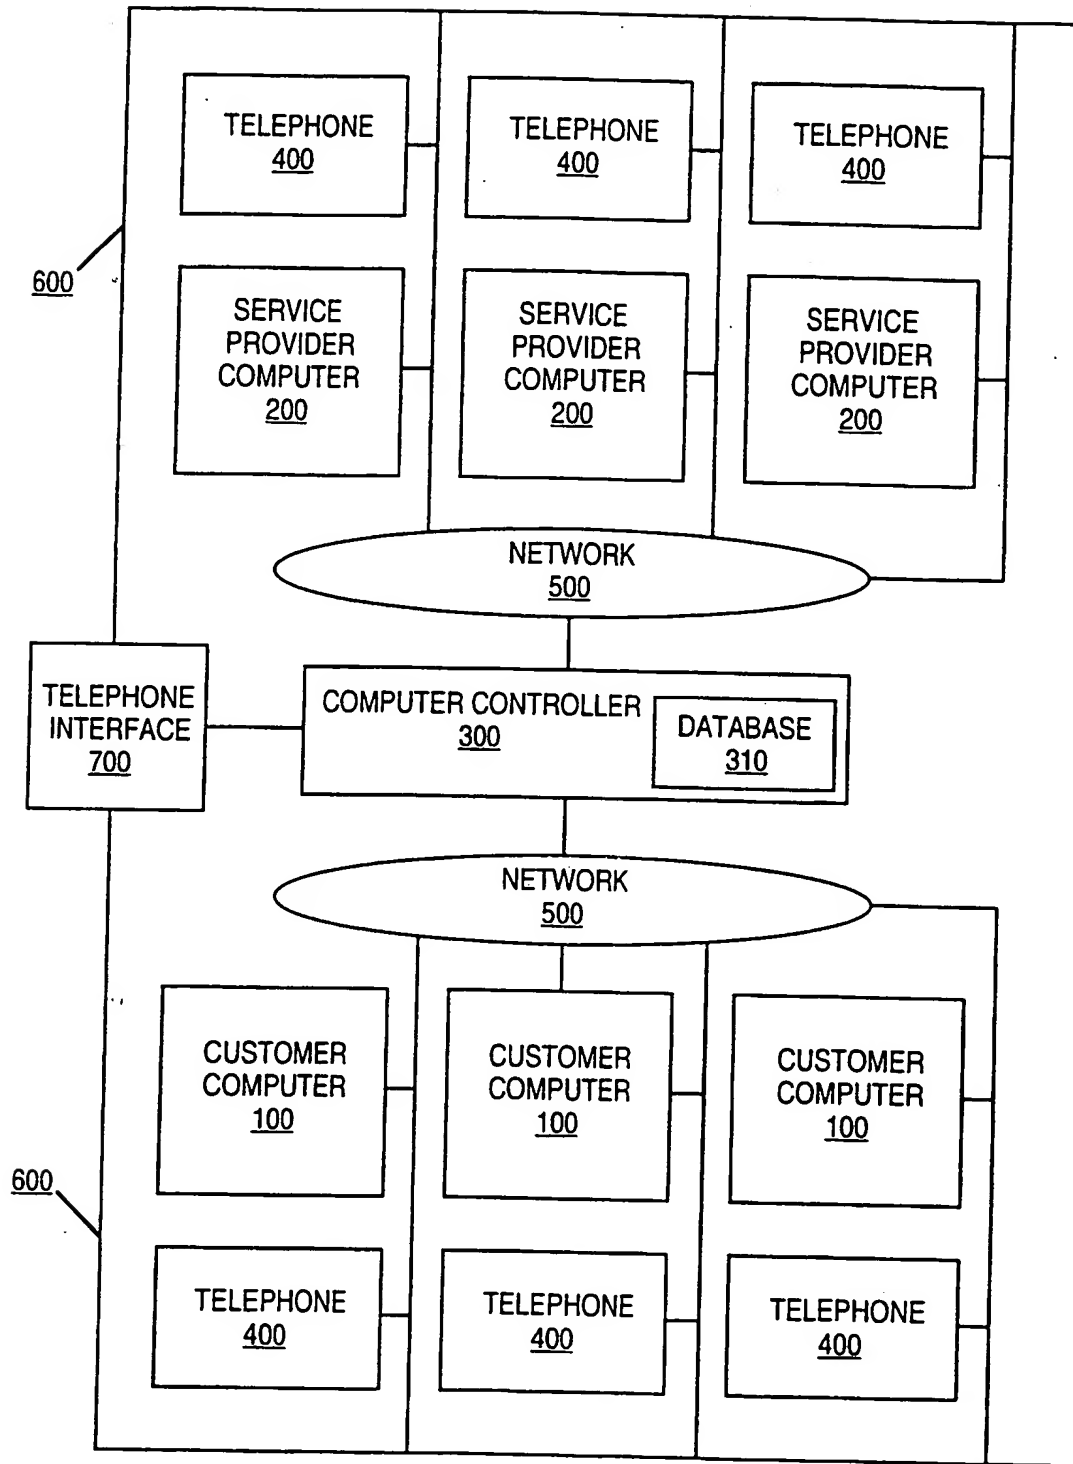 TELEPHONE
400
TELEPHONE
400
TELEPHONE
400
600
SERVICE
PROVIDER
COMPUTER
200
SERVICE
PROVIDER
COMPUTER
200
SERVICE
PROVIDER
COMPUTER
200
NETWORK
500
TELEPHONE
INTERFACE
700
COMPUTER CONTROLLER
300
DATABASE
310
NETWORK
500
CUSTOMER
COMPUTER
100
CUSTOMER
COMPUTER
100
CUSTOMER
COMPUTER
100
600
TELEPHONE
400
TELEPHONE
400
TELEPHONE
400